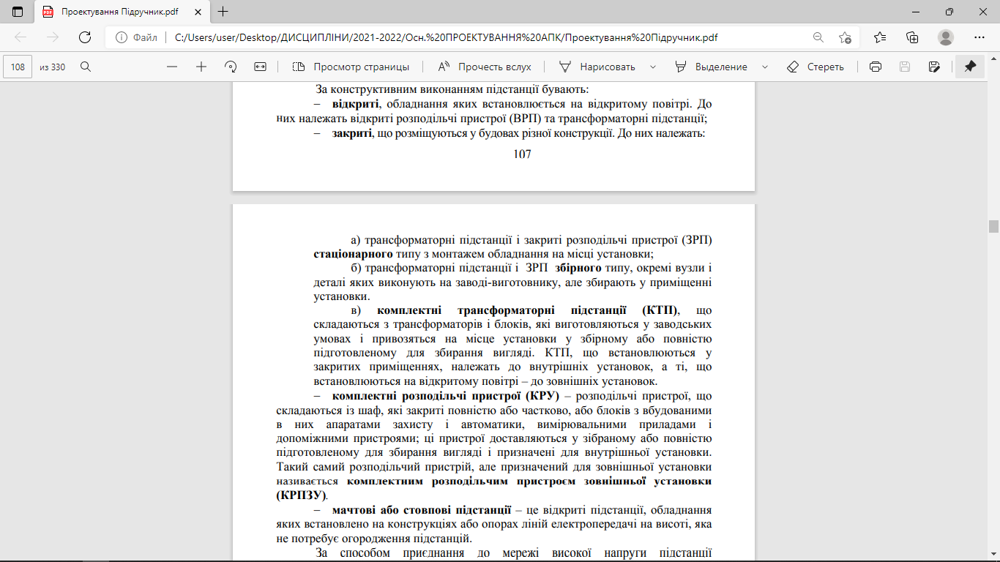 Проектування Підручник.pdf
Файл
C:/Users/user/Desktop/ДИСЦИПЛІНИ/2021-2022/Осн.%20ПРОЕКТУВАННЯ%20АПК/Проектування%20Підручник.pdf
108 из 330
Просмотр страницы
Прочесть вслух
Нарисовать
Выделение
Стереть
За конструктивним виконанням підстанції бувають:
– відкриті, обладнання яких встановлюється на відкритому повітрі. До
них належать відкриті розподільчі пристрої (ВРП) та трансформаторні підстанції;
– закриті, що розміщуються у будовах різної конструкції. До них належать:
107
а) трансформаторні підстанції і закриті розподільчі пристрої (ЗРП)
стаціонарного типу з монтажем обладнання на місці установки;
б) трансформаторні підстанції і ЗРП збірного типу, окремі вузли і
деталі яких виконують на заводі-виготовнику, але збирають у приміщенні
установки.
в) комплектні трансформаторні підстанції (КТП), що
складаються з трансформаторів і блоків, які виготовляються у заводських
умовах і привозяться на місце установки у збірному або повністю
підготовленому для збирання вигляді. КТП, що встановлюються у
закритих приміщеннях, належать до внутрішніх установок, а ті, що
встановлюються на відкритому повітрі – до зовнішніх установок.
– комплектні розподільчі пристрої (КРУ) – розподільчі пристрої, що
складаються із шаф, які закриті повністю або частково, або блоків з вбудованими
в них апаратами захисту і автоматики, вимірювальними приладами і
допоміжними пристроями; ці пристрої доставляються у зібраному або повністю
підготовленому для збирання вигляді і призначені для внутрішньої установки.
Такий самий розподільчий пристрій, але призначений для зовнішньої установки
називається комплектним розподільчим пристроєм зовнішньої установки
(КРПЗУ).
– мачтові або стовпові підстанції – це відкриті підстанції, обладнання
яких встановлено на конструкціях або опорах ліній електропередачі на висоті, яка
не потребує огородження підстанцій.
За способом приєднання до мережі високої напруги підстанції